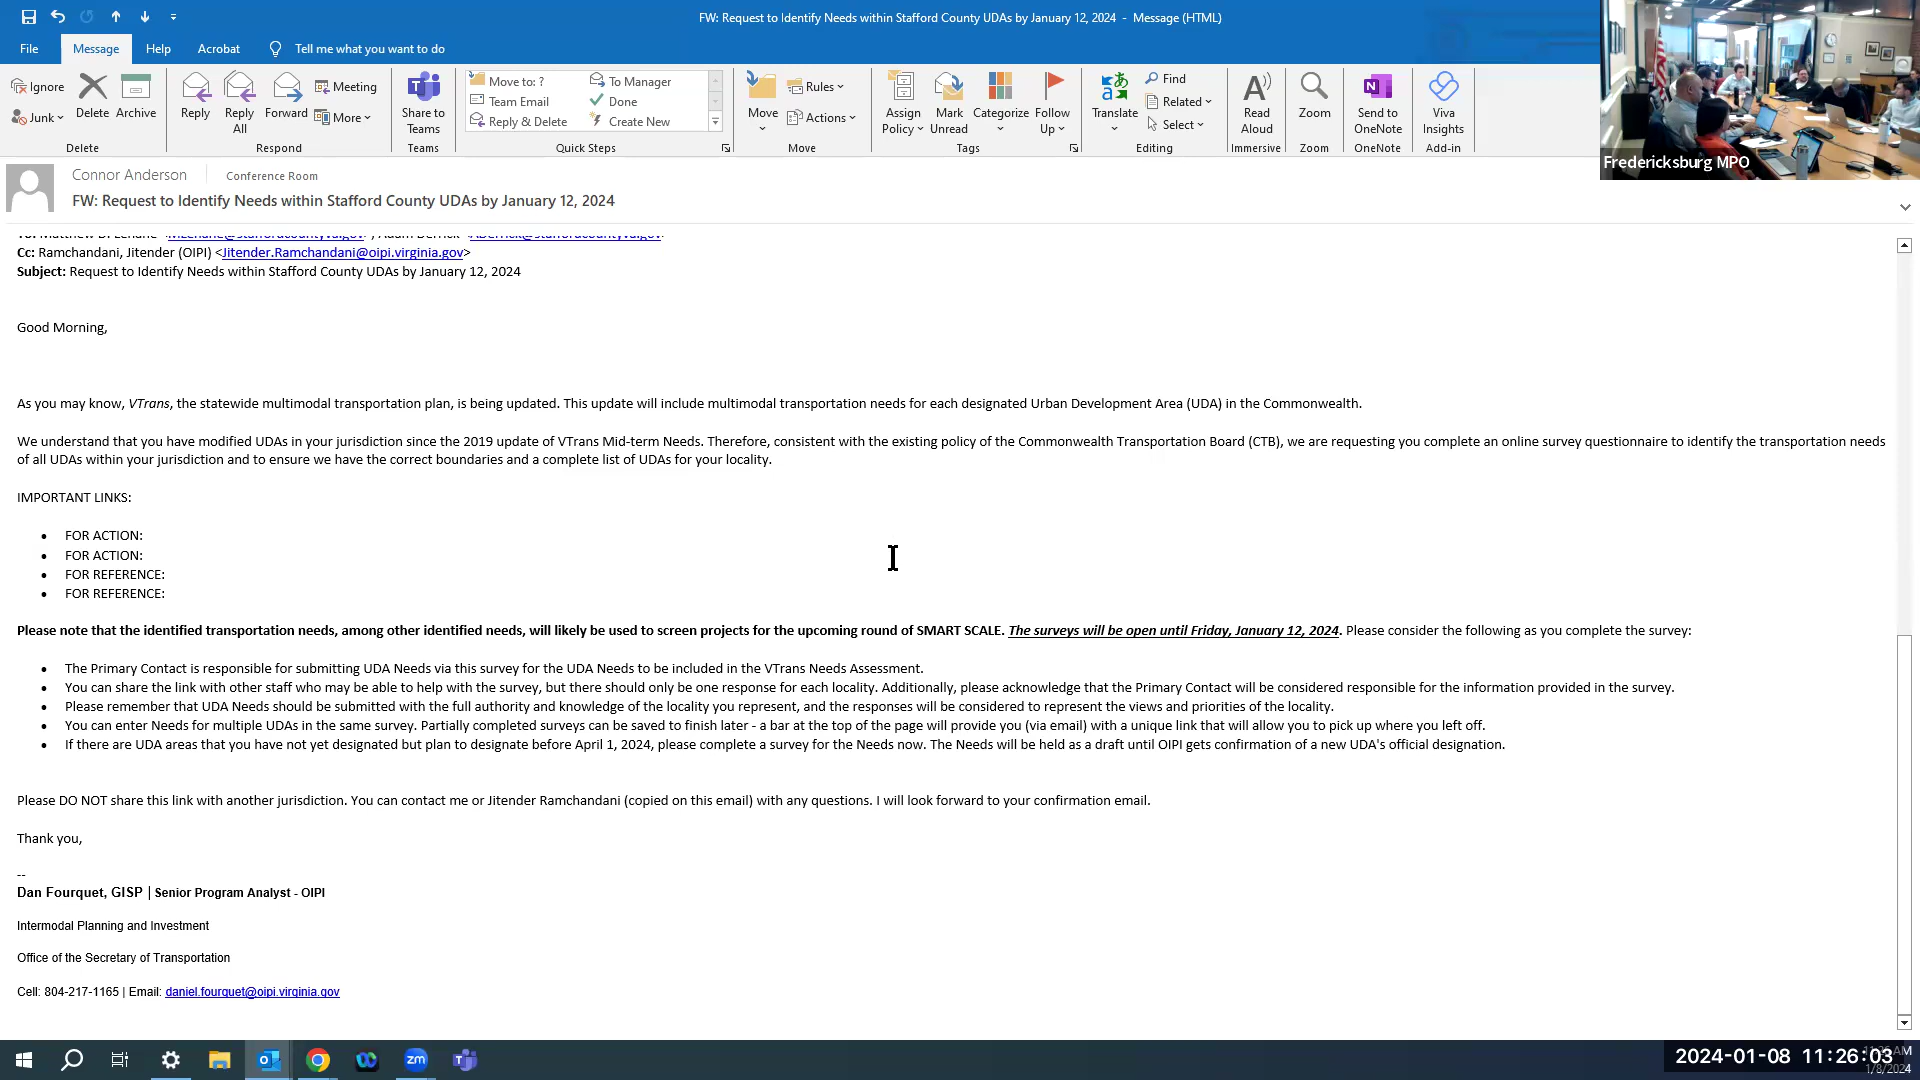 FW: Request to Identify Needs within Stafford County UDAs by January 12, 2024 - Message (HTML)
File Message Help Acrobat Tell me what you want to do
Ignore
Junk
Delete
Archive
Reply
Reply All
Forward
Meeting
More
Share to Teams
Move to: ?
Team Email
Reply & Delete
To Manager
Done
Create New
Move
Rules
Actions
Assign Policy
Mark Unread
Categorize
Follow Up
Translate
Find
Related
Select
Read Aloud
Zoom
Send to OneNote
Viva Insights
Delete Respond Teams Quick Steps Move Tags Editing Immersive Zoom OneNote Add-in
Fredericksburg MPO
Connor Anderson Conference Room
FW: Request to Identify Needs within Stafford County UDAs by January 12, 2024
Cc: Ramchandani, Jitender (OIPI) <Jitender.Ramchandani@oipi.virginia.gov>
Subject: Request to Identify Needs within Stafford County UDAs by January 12, 2024
Good Morning,
As you may know, VTrans, the statewide multimodal transportation plan, is being updated. This update will include multimodal transportation needs for each designated Urban Development Area (UDA) in the Commonwealth.
We understand that you have modified UDAs in your jurisdiction since the 2019 update of VTrans Mid-term Needs. Therefore, consistent with the existing policy of the Commonwealth Transportation Board (CTB), we are requesting you complete an online survey questionnaire to identify the transportation needs
of all UDAs within your jurisdiction and to ensure we have the correct boundaries and a complete list of UDAs for your locality.
IMPORTANT LINKS:
• FOR ACTION:
• FOR ACTION:
• FOR REFERENCE:
• FOR REFERENCE:
Please note that the identified transportation needs, among other identified needs, will likely be used to screen projects for the upcoming round of SMART SCALE. The surveys will be open until Friday, January 12, 2024. Please consider the following as you complete the survey:
• The Primary Contact is responsible for submitting UDA Needs via this survey for the UDA Needs to be included in the VTrans Needs Assessment.
• You can share the link with other staff who may be able to help with the survey, but there should only be one response for each locality. Additionally, please acknowledge that the Primary Contact will be considered responsible for the information provided in the survey.
• Please remember that UDA Needs should be submitted with the full authority and knowledge of the locality you represent, and the responses will be considered to represent the views and priorities of the locality.
• You can enter Needs for multiple UDAs in the same survey. Partially completed surveys can be saved to finish later - a bar at the top of the page will provide you (via email) with a unique link that will allow you to pick up where you left off.
• If there are UDA areas that you have not yet designated but plan to designate before April 1, 2024, please complete a survey for the Needs now. The Needs will be held as a draft until OIPI gets confirmation of a new UDA's official designation.
Please DO NOT share this link with another jurisdiction. You can contact me or Jitender Ramchandani (copied on this email) with any questions. I will look forward to your confirmation email.
Thank you,
--
Dan Fourquet, GISP | Senior Program Analyst - OIPI
Intermodal Planning and Investment
Office of the Secretary of Transportation
Cell: 804-217-1165 | Email: daniel.fourquet@oipi.virginia.gov
2024-01-08 11:26:03
1/8/2024